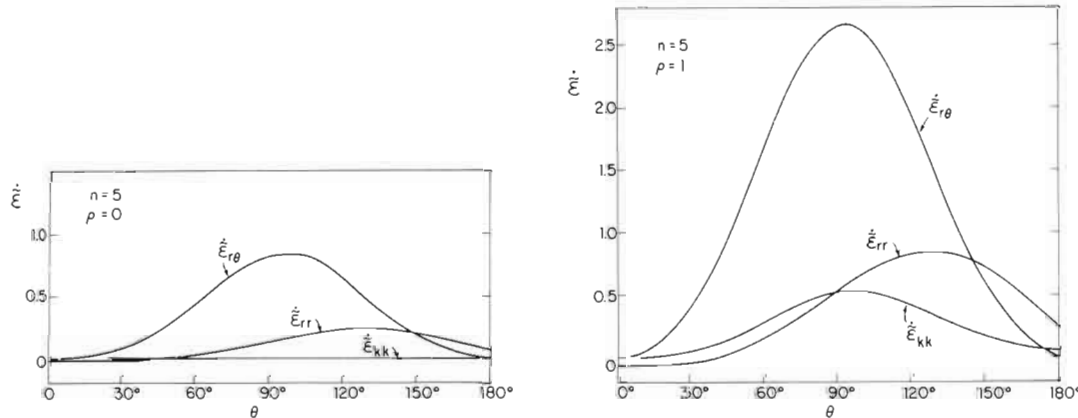 ε̃̇
n = 5
ρ = 0
1.0
0.5
0
ε̃̇rθ
ε̃̇rr
ε̃̇kk
0 30° 60° 90° 120° 150° 180°
θ
ε̃̇
n = 5
ρ = 1
2.5
2.0
1.5
1.0
0.5
0
ε̃̇rθ
ε̃̇rr
ε̃̇kk
0° 30° 60° 90° 120° 150° 180°
θ